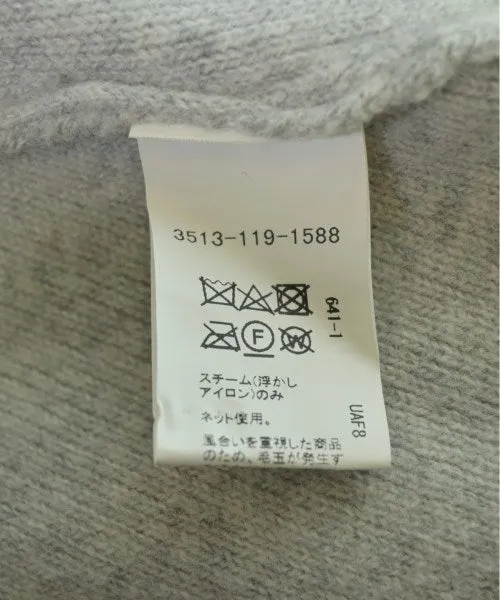 3513-119-1588
641-1
F
W
スチーム(浮かし
アイロン)のみ
ネット使用。
UAF8
風合いを重視した商品
のため、毛玉が発生す